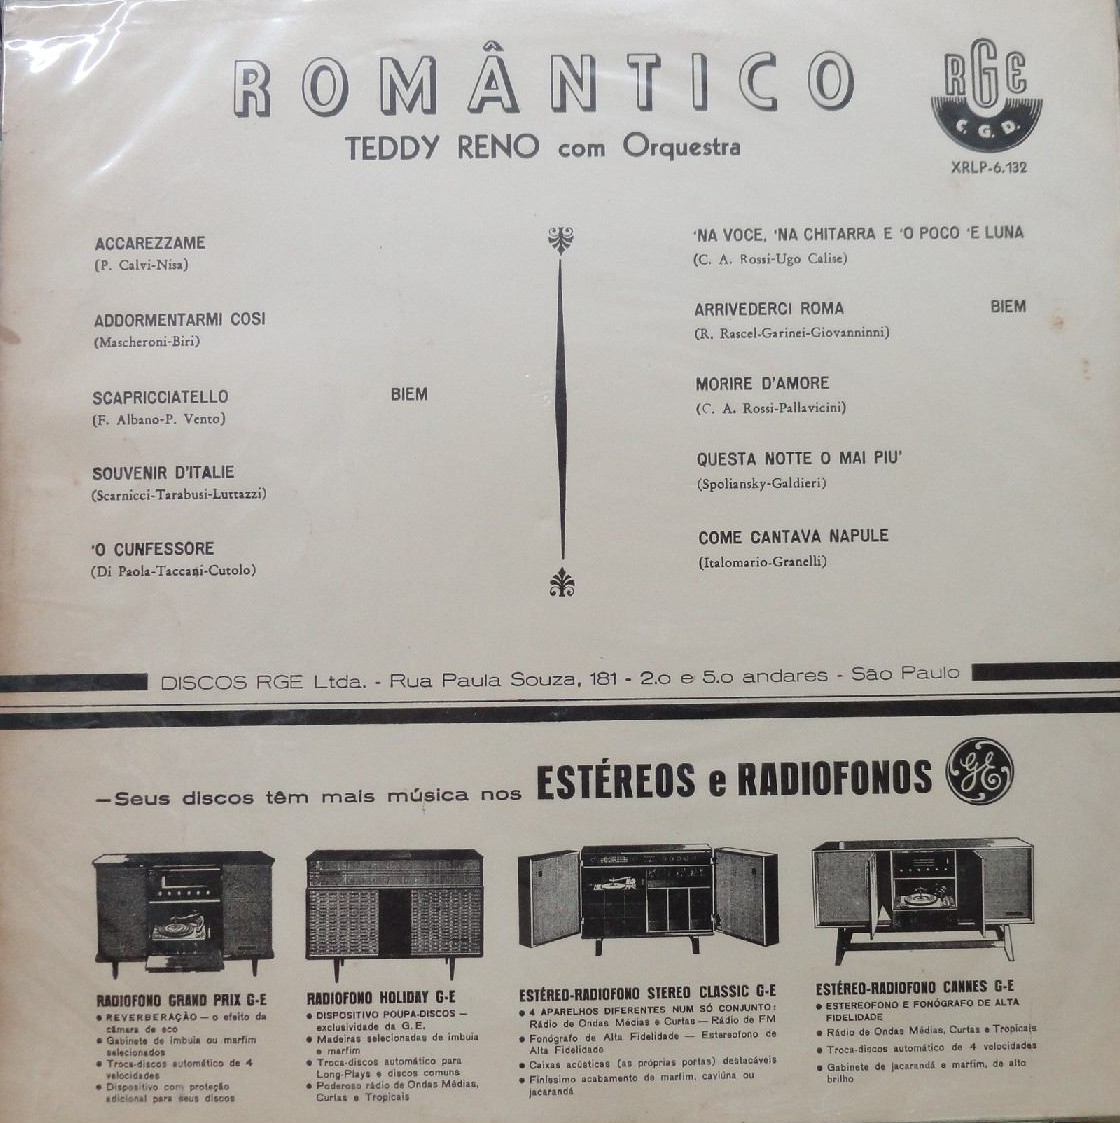 ROMÂNTICO
TEDDY RENO com Orquestra
RGE
C. G. D.
XRLP-6.132
ACCAREZZAME
(P. Calvi-Nisa)
ADDORMENTARMI COSI
(Mascheroni-Biri)
SCAPRICCIATELLO BIEM
(F. Albano-P. Vento)
SOUVENIR D'ITALIE
(Scarnicci-Tarabusi-Luttazzi)
'O CUNFESSORE
(Di Paola-Taccani-Cutolo)
'NA VOCE, 'NA CHITARRA E 'O POCO 'E LUNA
(C. A. Rossi-Ugo Calise)
ARRIVEDERCI ROMA BIEM
(R. Rascel-Garinei-Giovanninni)
MORIRE D'AMORE
(C. A. Rossi-Pallavicini)
QUESTA NOTTE O MAI PIU'
(Spoliansky-Galdieri)
COME CANTAVA NAPULE
(Italomario-Granelli)
DISCOS RGE Ltda. - Rua Paula Souza, 181 - 2.o e 5.o andares - São Paulo
—Seus discos têm mais música nos ESTÉREOS e RADIOFONOS
GE
RADIOFONO GRAND PRIX G-E
• REVERBERAÇÃO — o efeito da
câmara de eco
• Gabinete de imbuia ou marfim
selecionados
• Troca-discos automático de 4
velocidades
• Dispositivo com proteção
adicional para seus discos
RADIOFONO HOLIDAY G-E
• DISPOSITIVO POUPA-DISCOS —
exclusividade da G.E.
• Madeiras selecionadas de imbuia
e marfim
• Troca-discos automático para
Long-Plays e discos comuns
• Poderoso rádio de Ondas Médias,
Curtas e Tropicais
ESTÉREO-RADIOFONO STEREO CLASSIC G-E
• 4 APARELHOS DIFERENTES NUM SÓ CONJUNTO:
Rádio de Ondas Médias e Curtas — Rádio de FM
• Fonógrafo de Alta Fidelidade — Estereofono de
Alta Fidelidade
• Caixas acústicas (as próprias portas) destacáveis
• Finíssimo acabamento de marfim, caviúna ou
jacarandá
ESTÉREO-RADIOFONO CANNES G-E
• ESTEREOFONO E FONÓGRAFO DE ALTA
FIDELIDADE
• Rádio de Ondas Médias, Curtas e Tropicais
• Troca-discos automático de 4 velocidades
• Gabinete de jacarandá e marfim, de alto
brilho